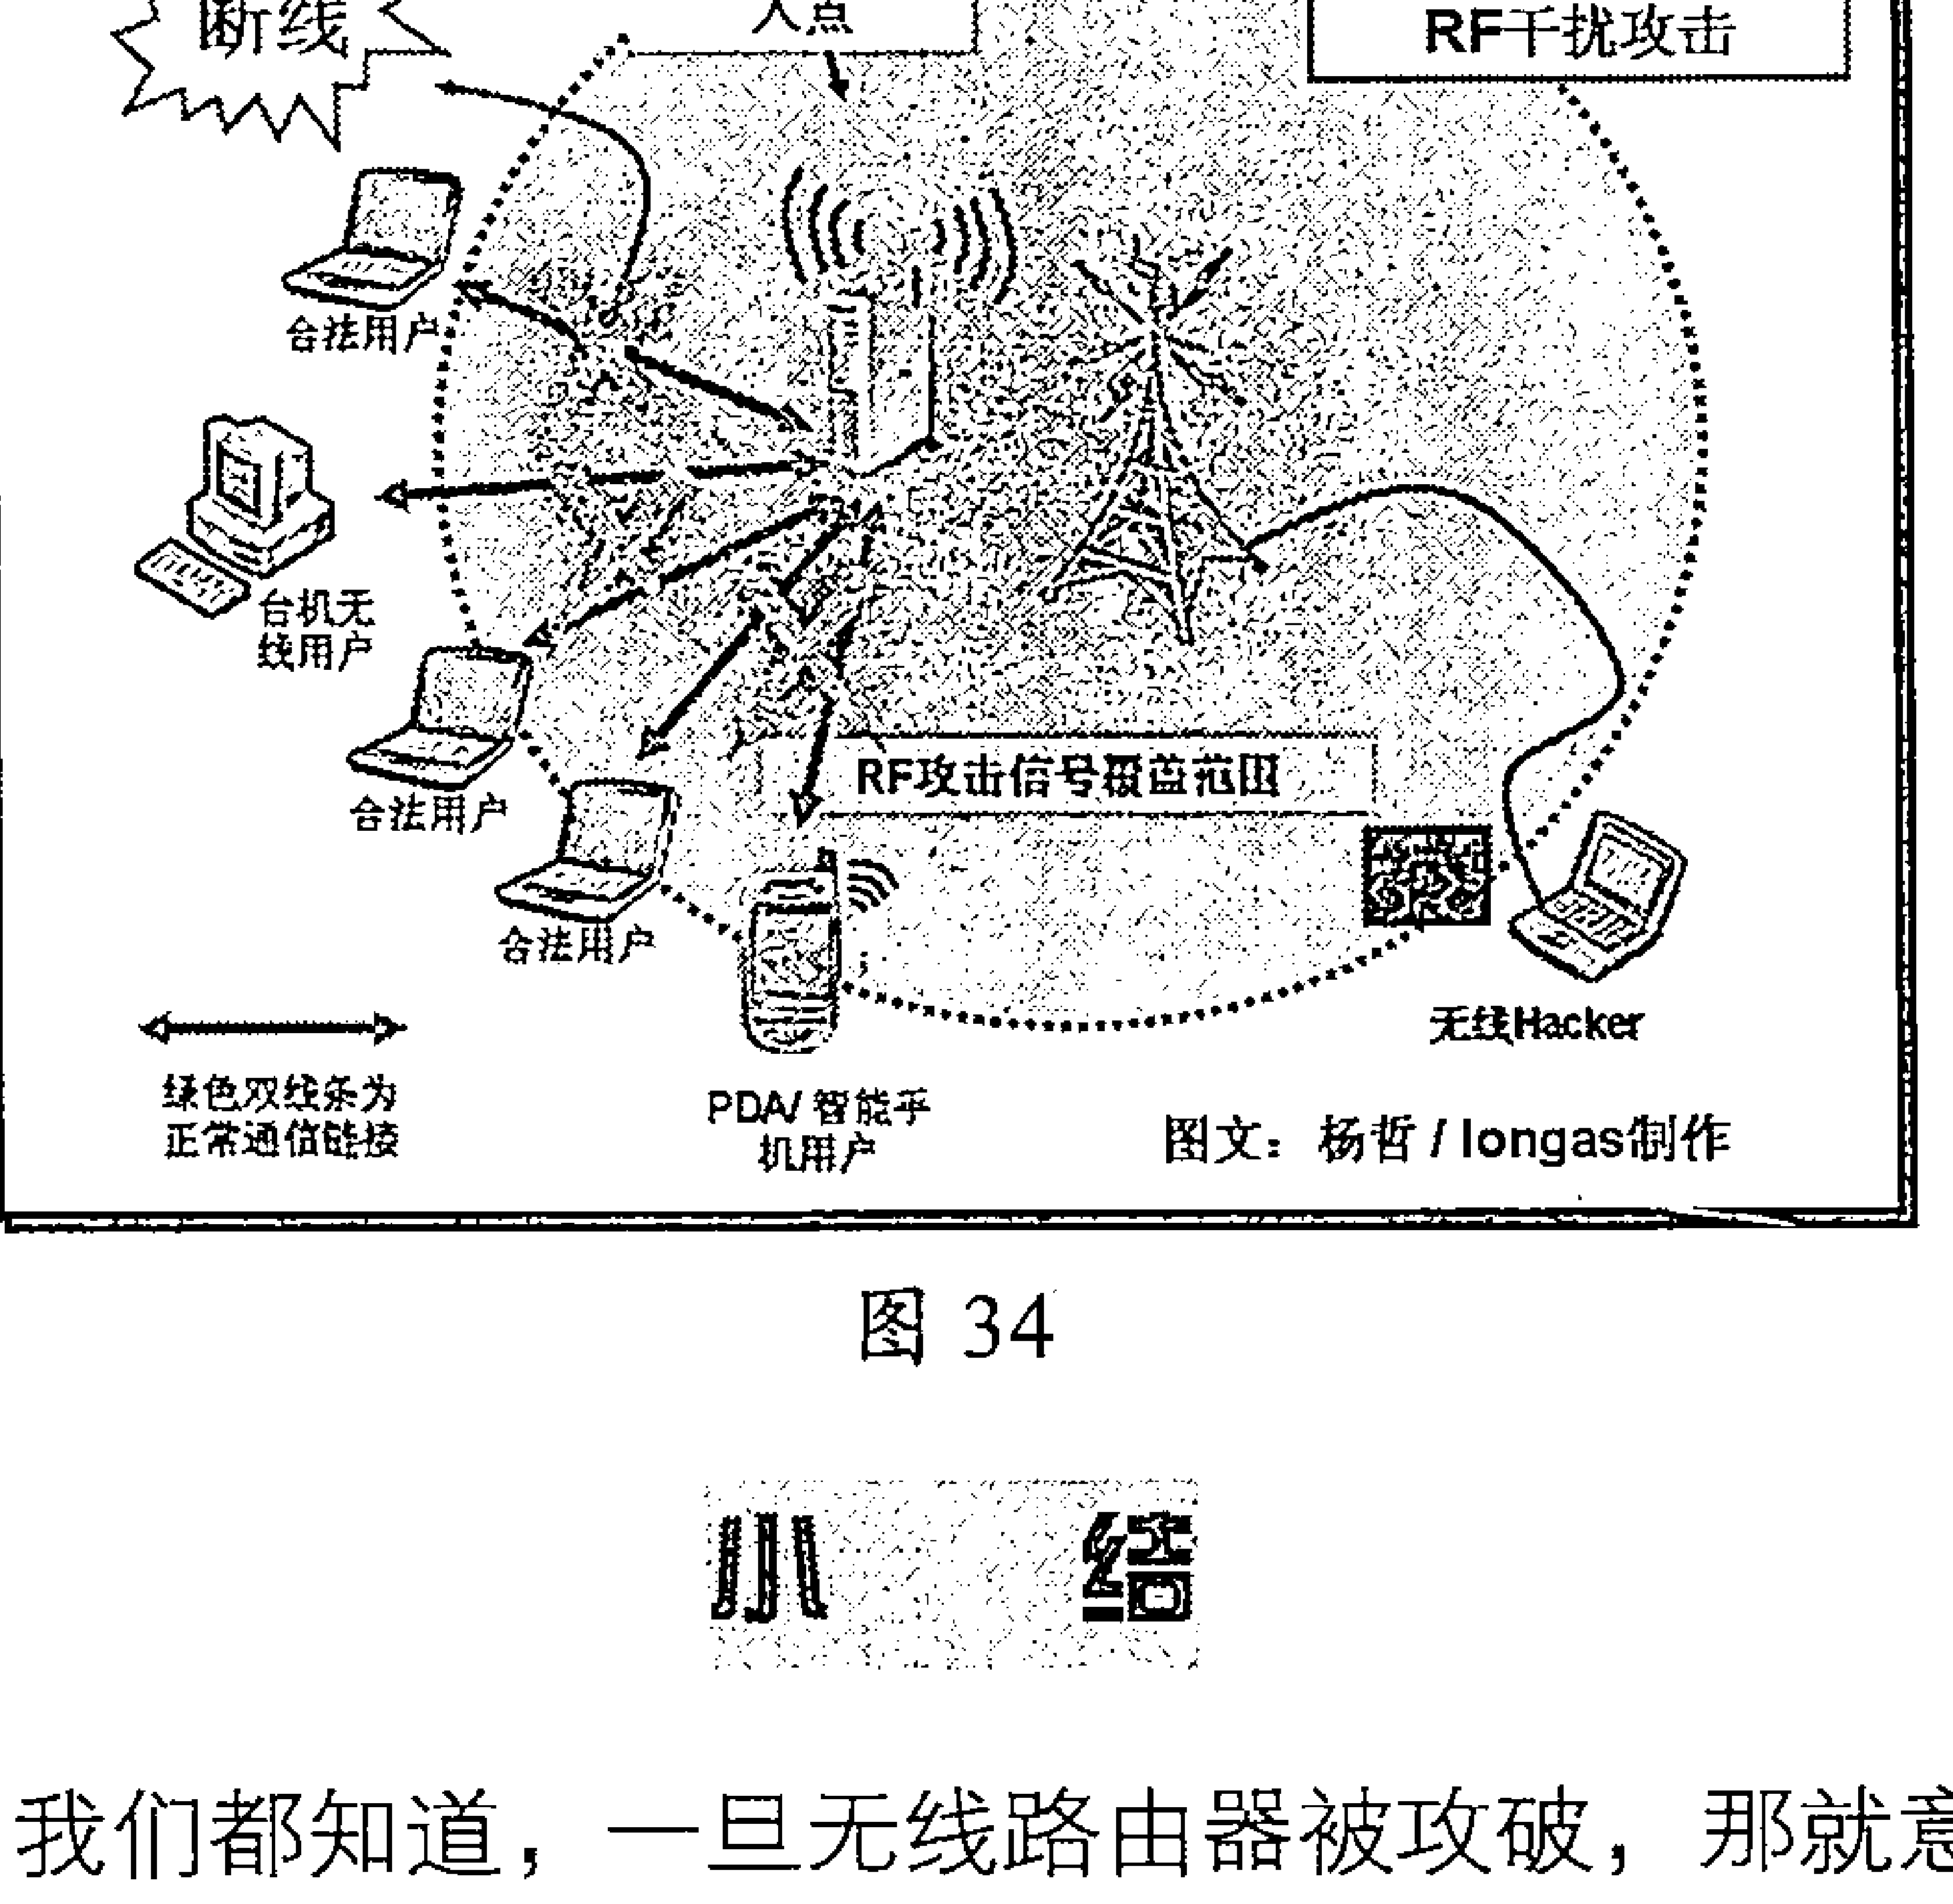 断线
入点
RF干扰攻击
合法用户
台机无
线用户
合法用户
RF攻击信号覆盖范围
合法用户
无线Hacker
绿色双线条为
正常通信链接
PDA/ 智能手
机用户
图文：杨哲 / longas制作
图 34
小 结
我们都知道，一旦无线路由器被攻破，那就意